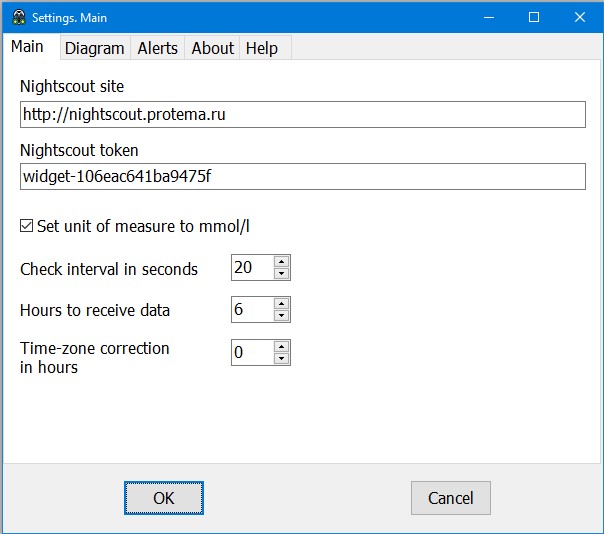 Settings. Main
Main Diagram Alerts About Help
Nightscout site
http://nightscout.protema.ru
Nightscout token
widget-106eac641ba9475f
Set unit of measure to mmol/l
Check interval in seconds 20
Hours to receive data 6
Time-zone correction 0
in hours
OK Cancel